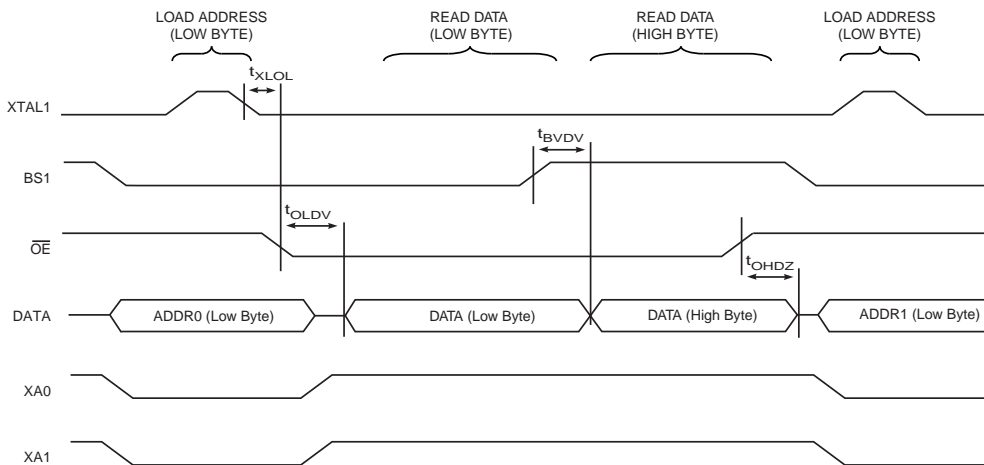 LOAD ADDRESS
(LOW BYTE)
READ DATA
(LOW BYTE)
READ DATA
(HIGH BYTE)
LOAD ADDRESS
(LOW BYTE)
tXLOL
XTAL1
tBVDV
BS1
tOLDV
OE
tOHDZ
DATA
ADDR0 (Low Byte)
DATA (Low Byte)
DATA (High Byte)
ADDR1 (Low Byte)
XA0
XA1